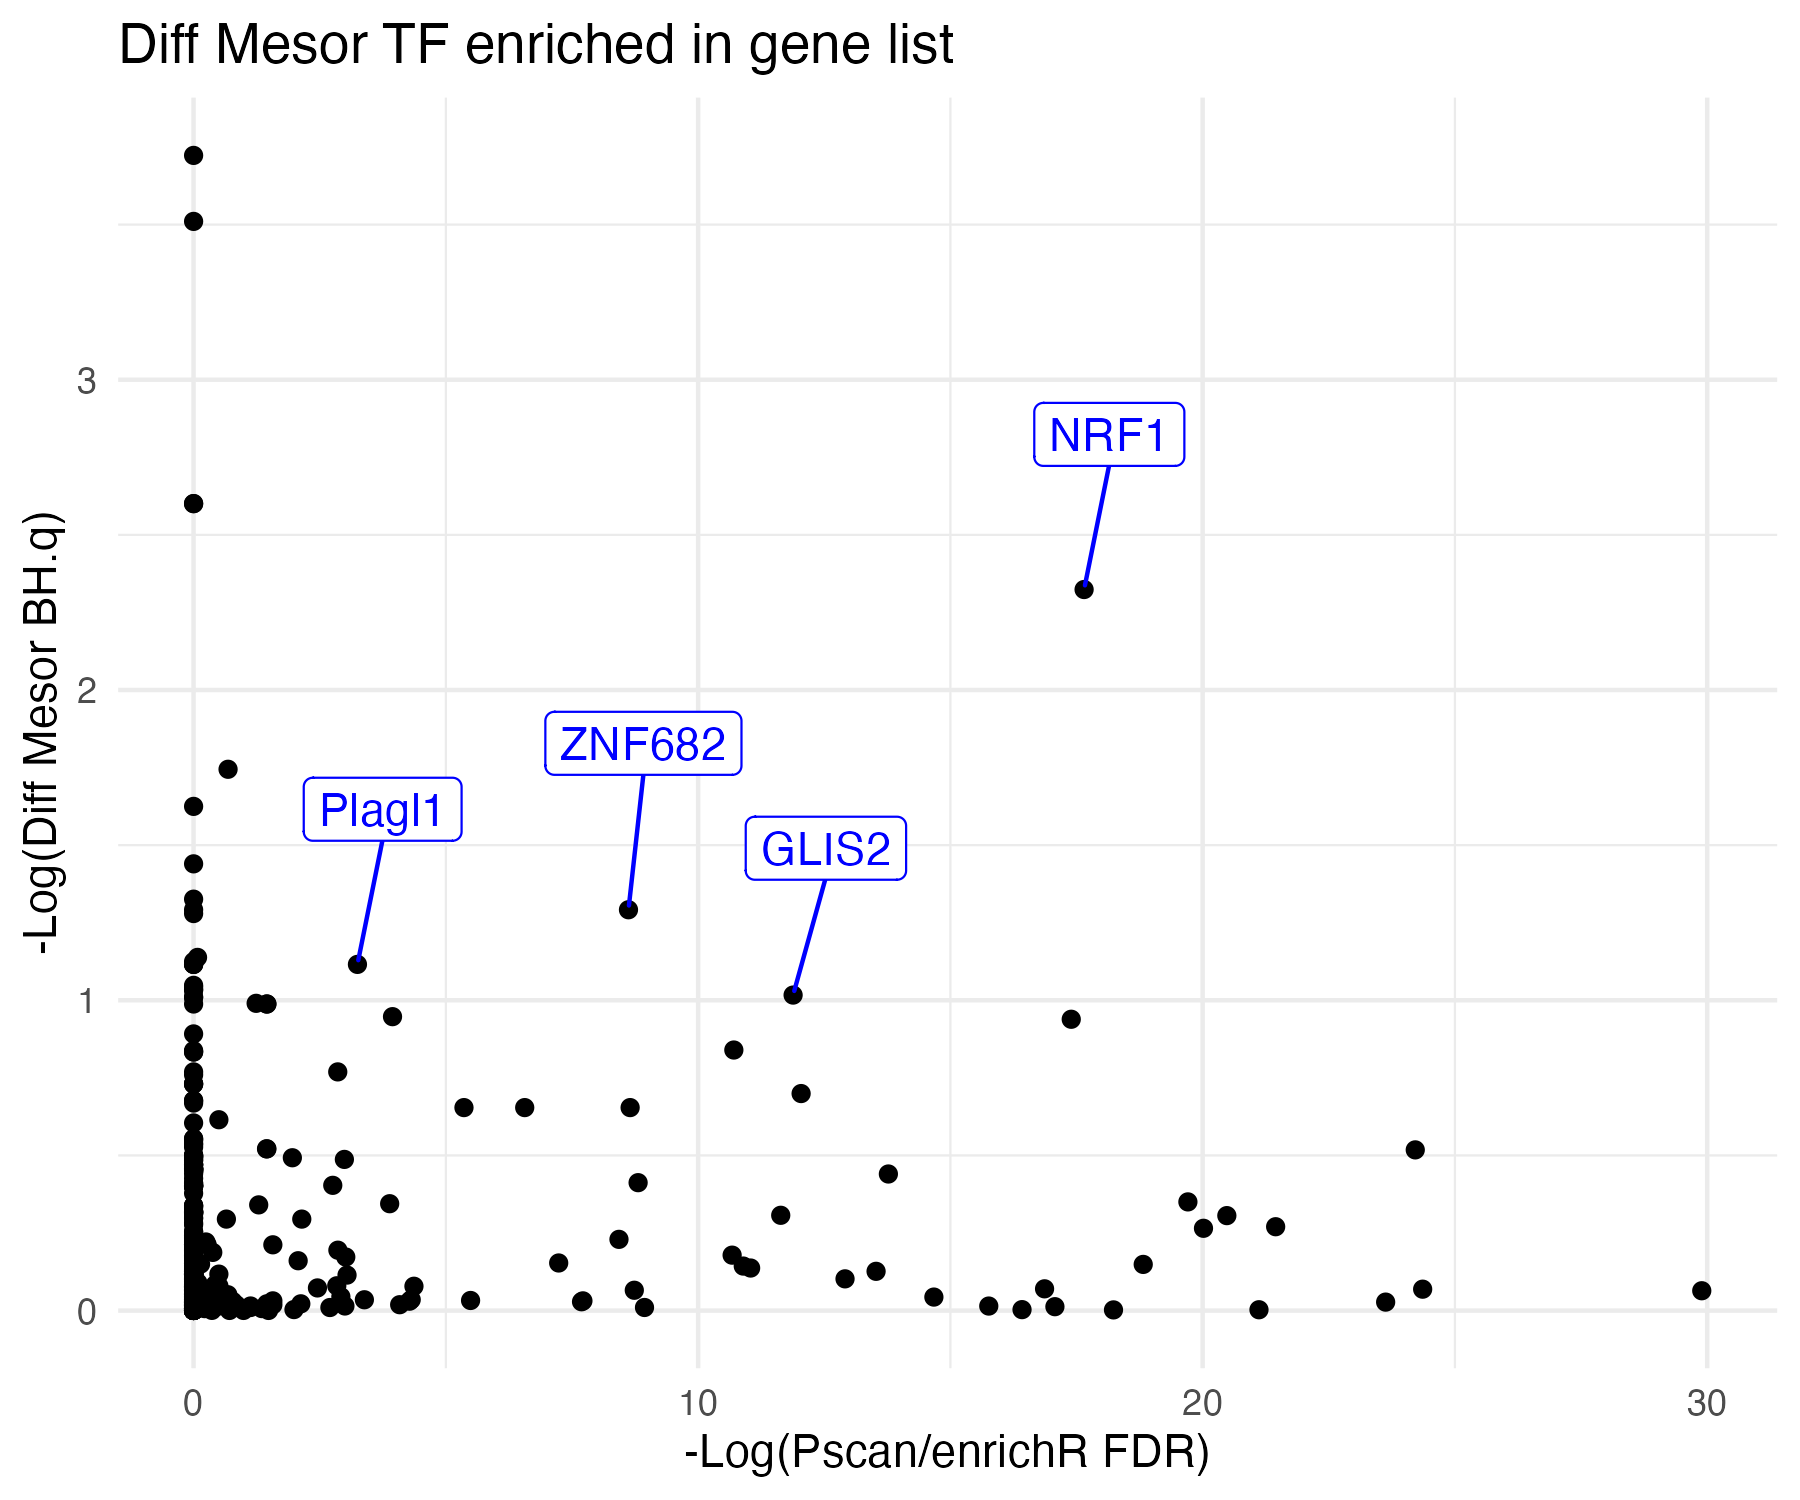 Diff Mesor TF enriched in gene list
-Log(Diff Mesor BH.q)
3
2
1
0
NRF1
ZNF682
Plagl1
GLIS2
0
10
20
30
-Log(Pscan/enrichR FDR)